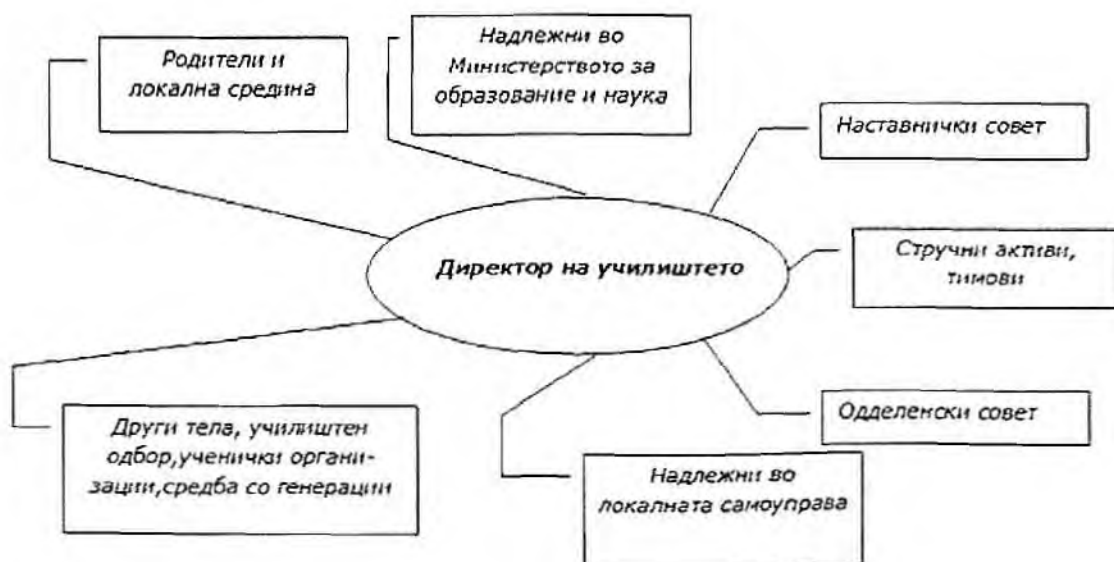 Родители и
локална средина
Надлежни во
Министерството за
образование и наука
Наставнички совет
Директор на училиштето
Стручни активи,
тимови
Одделенски совет
Други тела, училиштен
одбор,ученички органи-
зации,средба со генерации
Надлежни во
локалната самоуправа